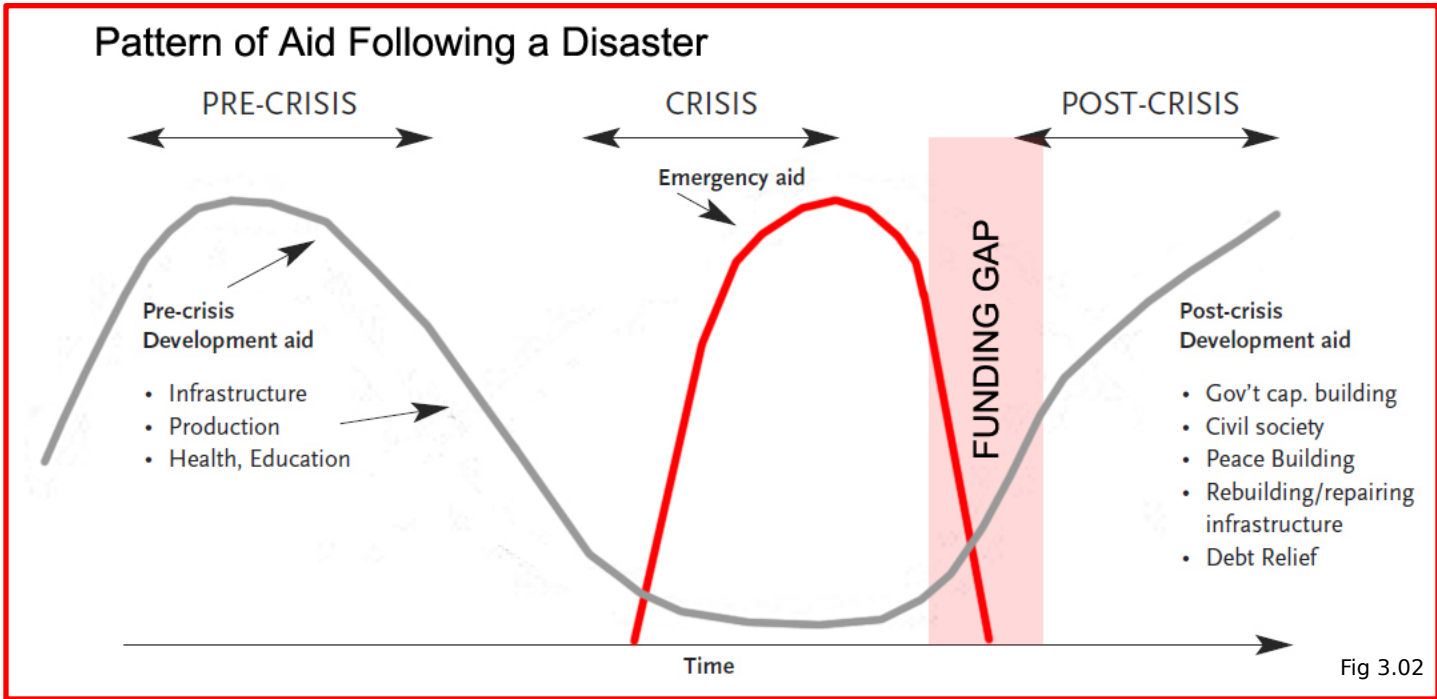 Pattern of Aid Following a Disaster
PRE-CRISIS
CRISIS
POST-CRISIS
Emergency aid
FUNDING GAP
Pre-crisis
Development aid
• Infrastructure
• Production
• Health, Education
Post-crisis
Development aid
• Gov't cap. building
• Civil society
• Peace Building
• Rebuilding/repairing
infrastructure
• Debt Relief
Time
Fig 3.02